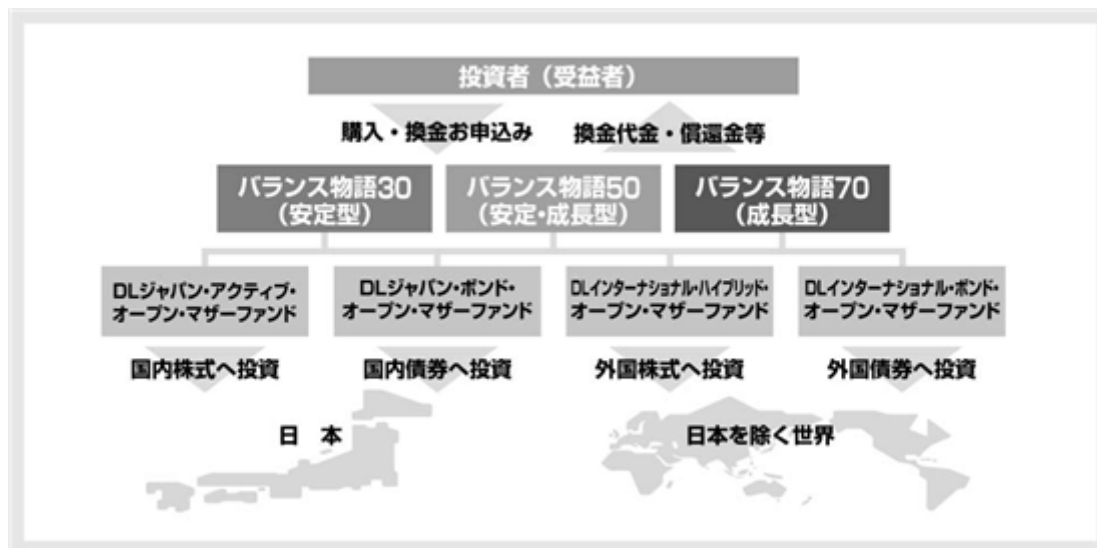 投資者（受益者）
購入・換金お申込み
換金代金・償還金等
バランス物語30
（安定型）
バランス物語50
（安定・成長型）
バランス物語70
（成長型）
DLジャパン・アクティブ・
オープン・マザーファンド
DLジャパン・ボンド・
オープン・マザーファンド
DLインターナショナル・ハイブリッド・
オープン・マザーファンド
DLインターナショナル・ボンド・
オープン・マザーファンド
国内株式へ投資
国内債券へ投資
外国株式へ投資
外国債券へ投資
日　本
日本を除く世界